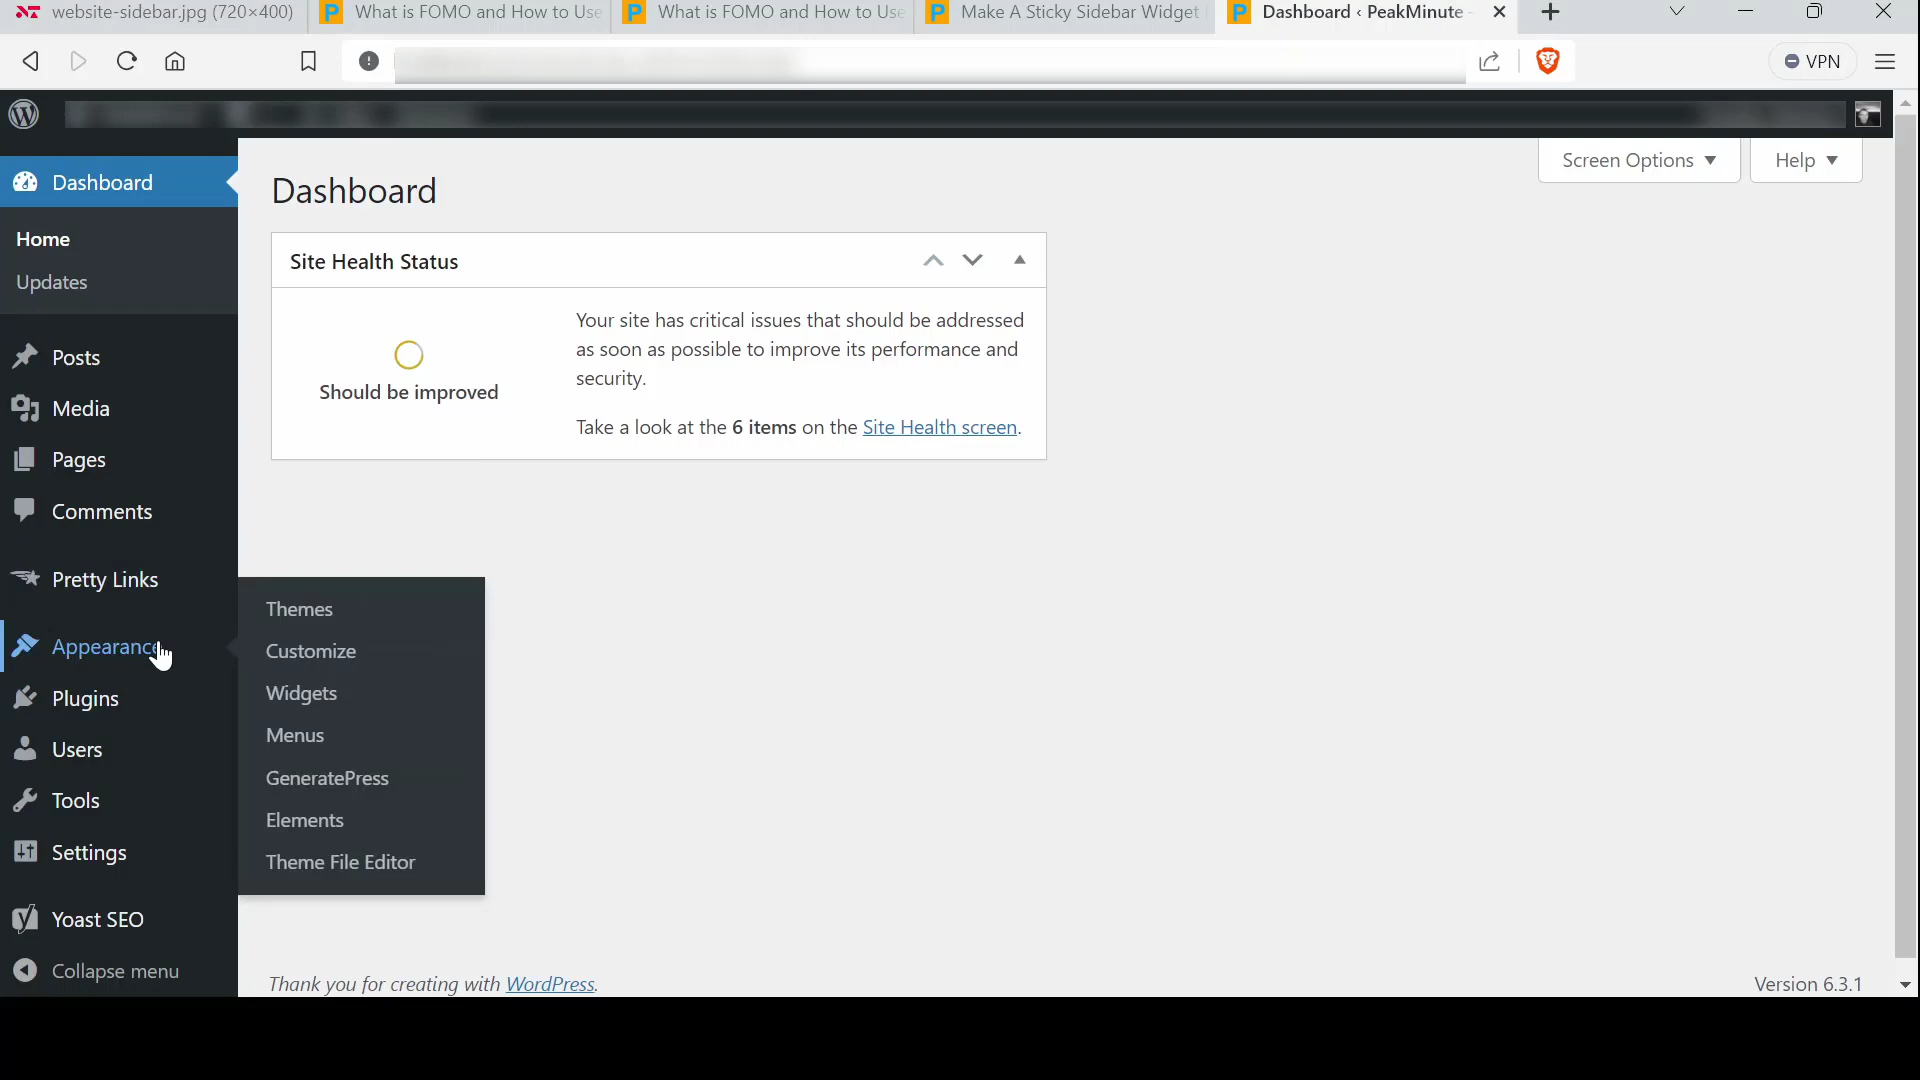 website-sidebar.jpg (720×400)
What is FOMO and How to Use
What is FOMO and How to Use
Make A Sticky Sidebar Widget
Dashboard ‹ PeakMinute
VPN
Screen Options
Help
Dashboard
Dashboard
Home
Updates
Posts
Media
Pages
Comments
Pretty Links
Appearance
Plugins
Users
Tools
Settings
Yoast SEO
Collapse menu
Site Health Status
Should be improved
Your site has critical issues that should be addressed
as soon as possible to improve its performance and
security.
Take a look at the 6 items on the Site Health screen.
Themes
Customize
Widgets
Menus
GeneratePress
Elements
Theme File Editor
Thank you for creating with WordPress.
Version 6.3.1